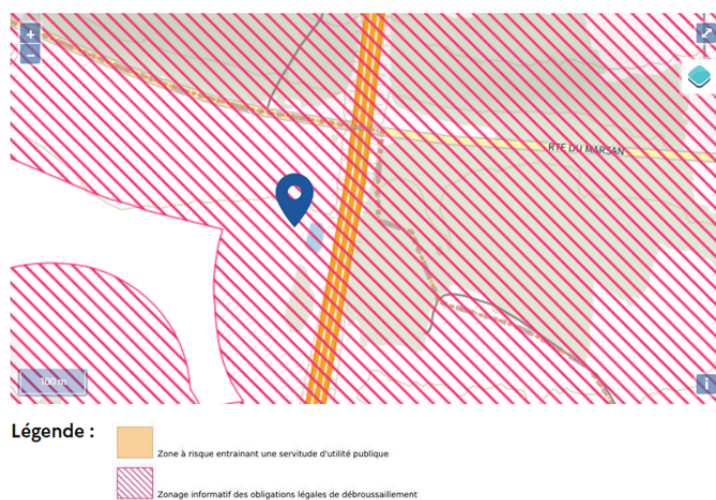 +
−
RTE DU MARSAN
100 m
i
Légende :
Zone à risque entrainant une servitude d'utilité publique
Zonage informatif des obligations légales de débroussaillement